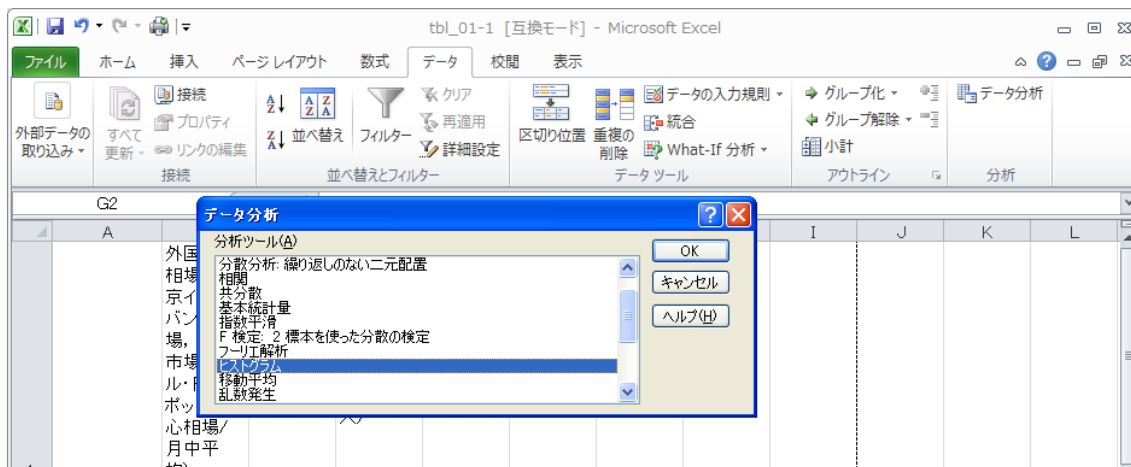 tbl_01-1 [互換モード] - Microsoft Excel
ファイル ホーム 挿入 ページ レイアウト 数式 データ 校閲 表示
外部データの取り込み
すべて更新
接続
プロパティ
リンクの編集
接続
並べ替え
フィルター
クリア
再適用
詳細設定
並べ替えとフィルター
区切り位置
重複の削除
データの入力規則
統合
What-If 分析
データ ツール
グループ化
グループ解除
小計
アウトライン
データ分析
分析
G2
A I J K L
データ分析
分析ツール(A)
分散分析: 繰り返しのない二元配置
相関
共分散
基本統計量
指数平滑
F 検定: 2 標本を使った分散の検定
フーリエ解析
ヒストグラム
移動平均
乱数発生
OK
キャンセル
ヘルプ(H)
外国
相場
京イ
バン
場,
市場
ル・
ポッ
心相場/
月中平